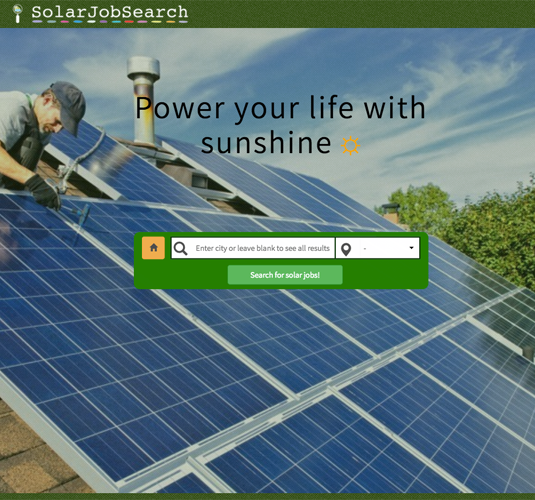 SolarJobSearch
Power your life with
sunshine
Enter city or leave blank to see all results
-
Search for solar jobs!